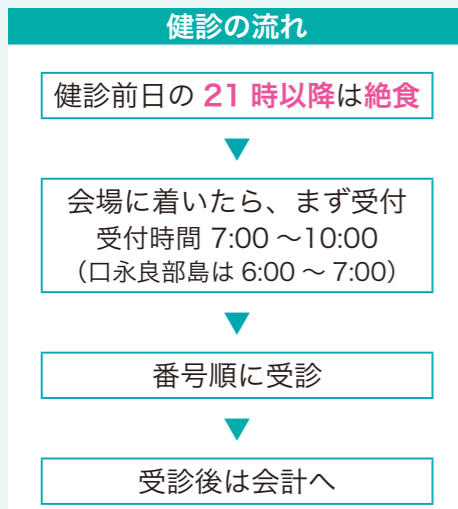 健診の流れ
健診前日の 21 時以降は絶食
会場に着いたら、まず受付
受付時間 7:00 ～10:00
（口永良部島は 6:00 ～ 7:00）
番号順に受診
受診後は会計へ